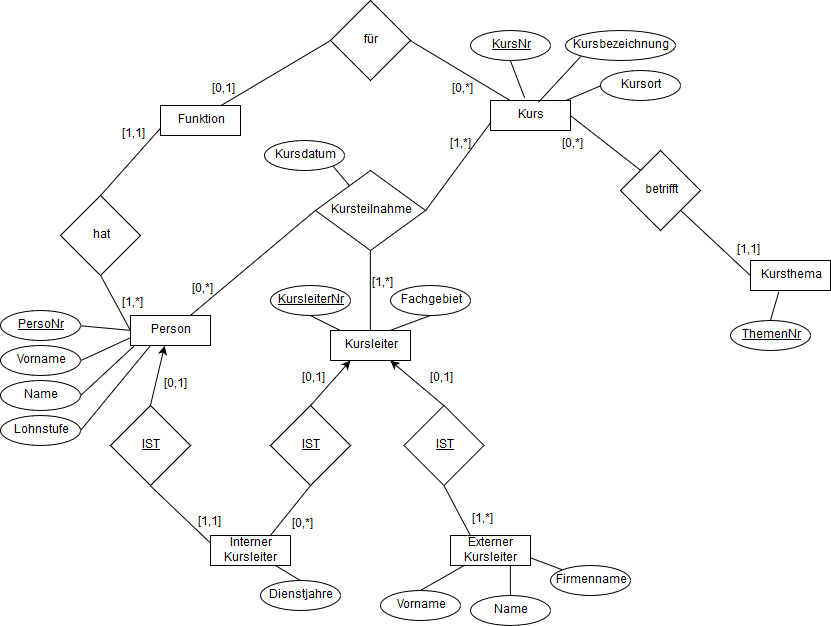 für
KursNr
Kursbezeichnung
Kursort
[0,1]
[0,*]
Funktion
Kurs
[1,1]
[1,*]
[0,*]
Kursdatum
betrifft
Kursteilnahme
hat
[1,1]
Kursthema
[0,*]
[1,*]
[1,*]
KursleiterNr
Fachgebiet
PersoNr
Person
ThemenNr
Kursleiter
Vorname
[0,1]
[0,1]
[0,1]
Name
Lohnstufe
IST
IST
IST
[1,1]
[0,*]
[1,*]
Interner
Kursleiter
Externer
Kursleiter
Dienstjahre
Firmenname
Vorname
Name